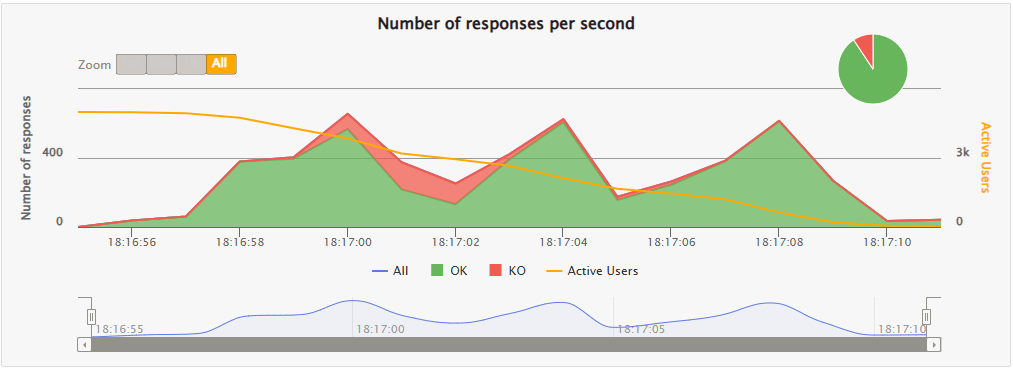 Number of responses per second
Zoom All
Number of responses
400
0
Active Users
3k
0
18:16:56 18:16:58 18:17:00 18:17:02 18:17:04 18:17:06 18:17:08 18:17:10
All OK KO Active Users
18:16:55 18:17:00 18:17:05 18:17:10